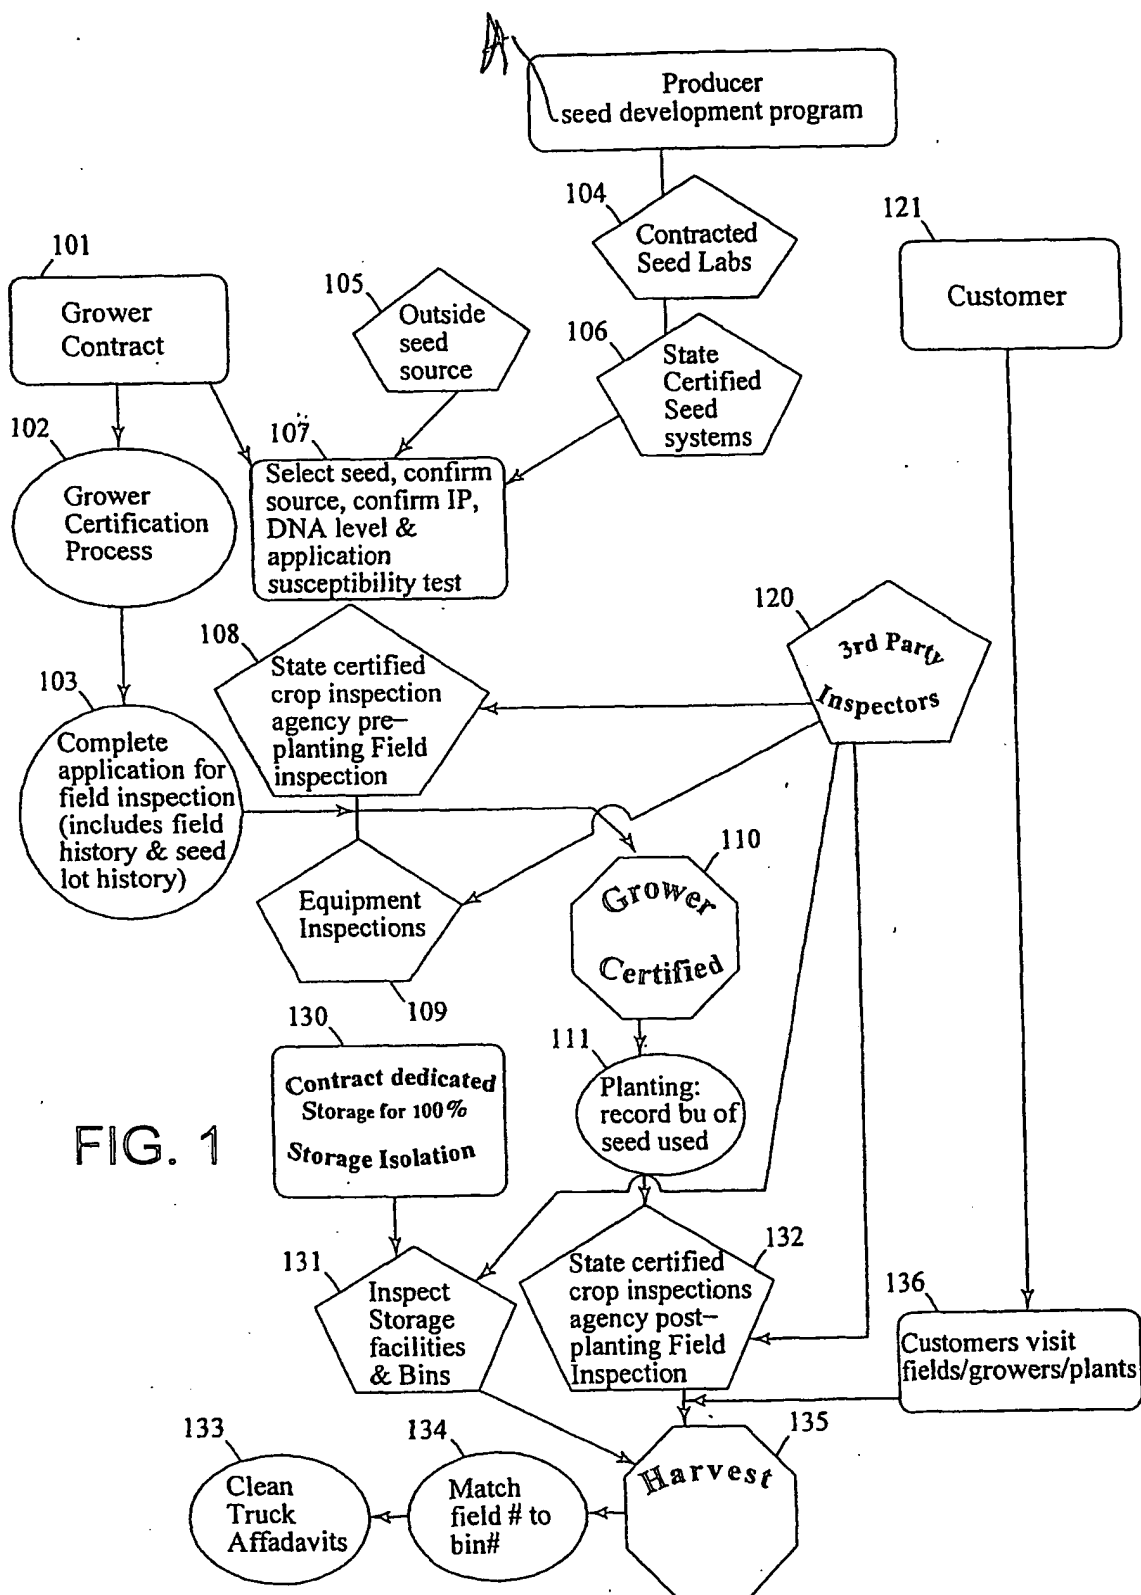 A
Producer
seed development program
104
Contracted
Seed Labs
121
Customer
101
Grower
Contract
105
Outside
seed
source
106
State
Certified
Seed
systems
102
Grower
Certification
Process
107
Select seed, confirm
source, confirm IP,
DNA level &
application
susceptibility test
120
3rd Party
Inspectors
108
State certified
crop inspection
agency pre-
planting Field
inspection
103
Complete
application for
field inspection
(includes field
history & seed
lot history)
110
Grower
Certified
Equipment
Inspections
109
130
Contract dedicated
Storage for 100%
Storage Isolation
111
Planting:
record bu of
seed used
FIG. 1
131
Inspect
Storage
facilities
& Bins
132
State certified
crop inspections
agency post-
planting Field
Inspection
136
Customers visit
fields/growers/plants
133
Clean
Truck
Affadavits
134
Match
field # to
bin#
135
Harvest